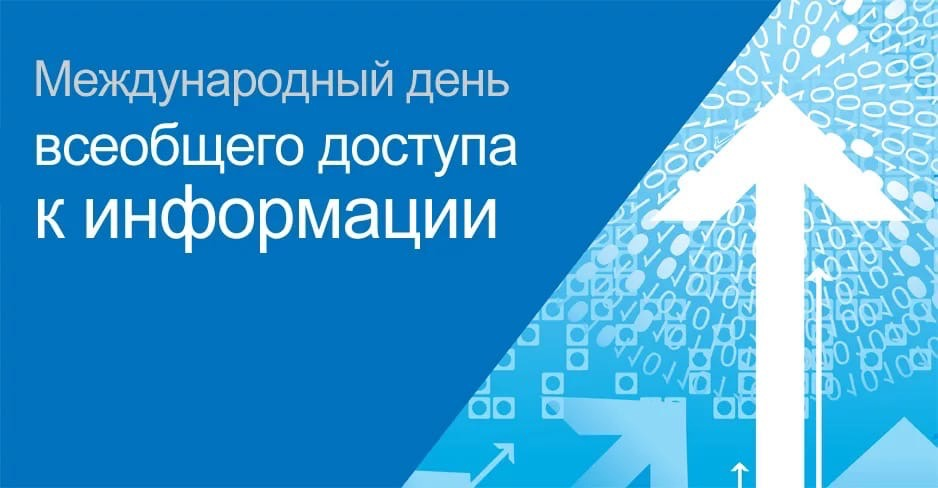 Международный день
всеобщего доступа
к информации